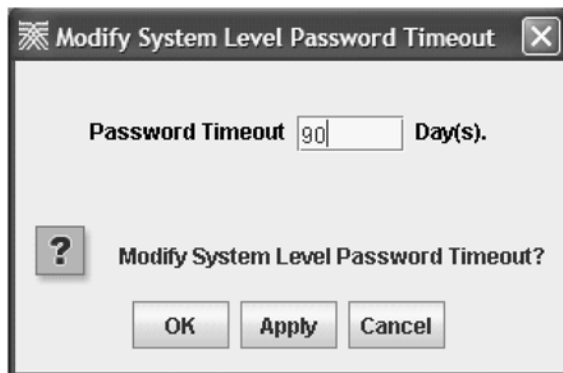 Modify System Level Password Timeout
Password Timeout 90 Day(s).
? Modify System Level Password Timeout?
OK Apply Cancel